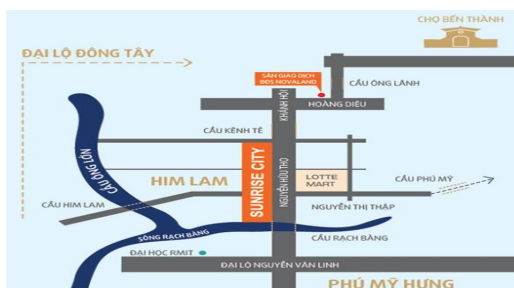 CHỢ BẾN THÀNH
ĐẠI LỘ ĐÔNG TÂY
SÀN GIAO DỊCH
BĐS NOVALAND
CẦU ÔNG LÃNH
KHÁNH HỘI
HOÀNG DIỆU
CẦU KÊNH TẺ
CẦU ÔNG LỚN
HIM LAM
SUNRISE CITY
NGUYỄN HỮU THỌ
LOTTE
MART
CẦU PHÚ MỸ
CẦU HIM LAM
NGUYỄN THỊ THẬP
SÔNG RẠCH BÀNG
CẦU RẠCH BÀNG
ĐẠI HỌC RMIT
ĐẠI LỘ NGUYỄN VĂN LINH
PHÚ MỸ HƯNG